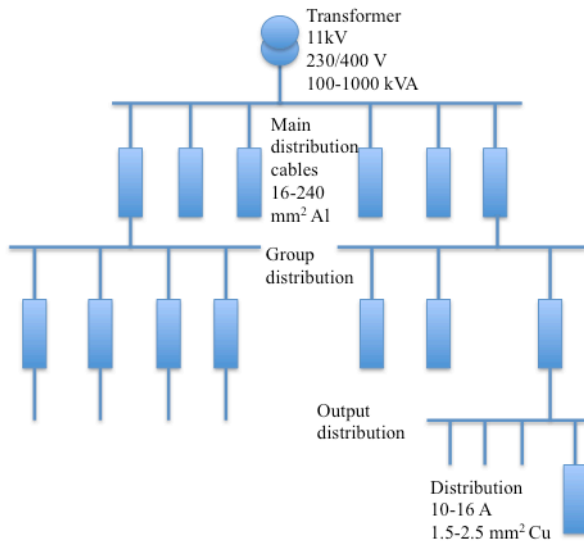 Transformer
11kV
230/400 V
100-1000 kVA
Main
distribution
cables
16-240
mm² Al
Group
distribution
Output
distribution
Distribution
10-16 A
1.5-2.5 mm² Cu